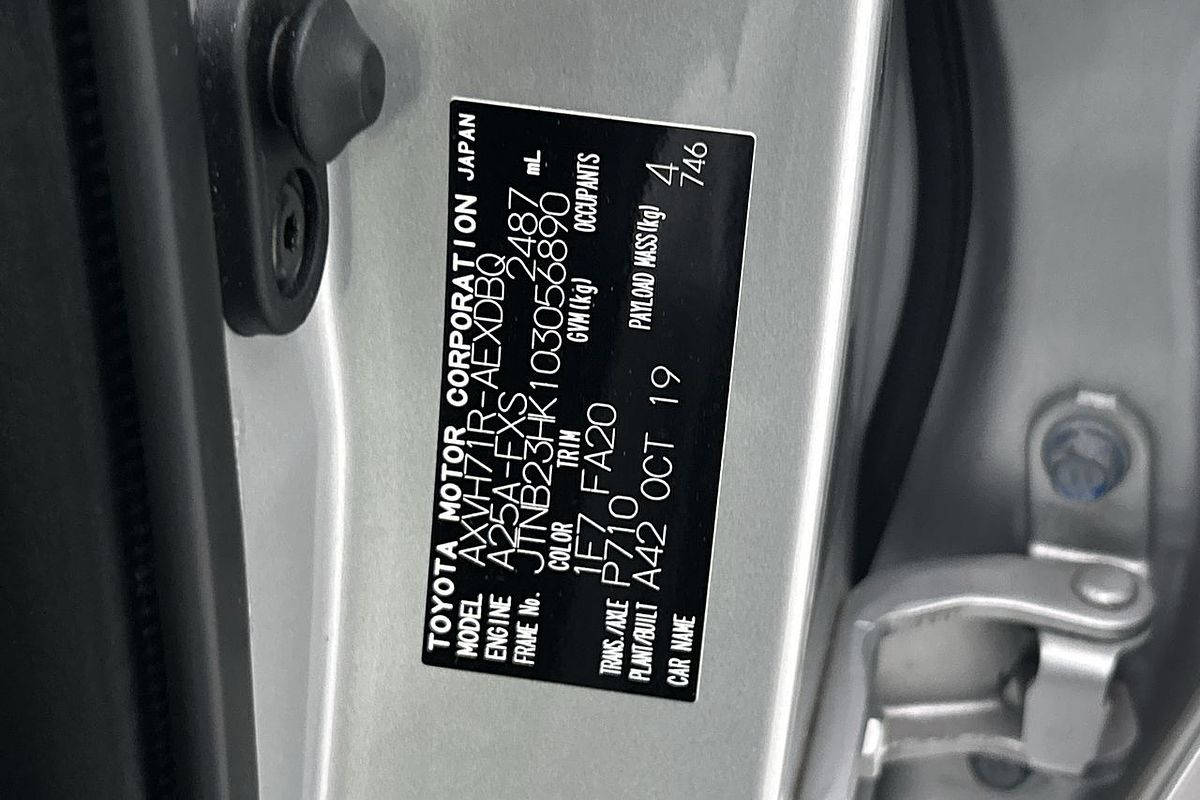 TOYOTA MOTOR CORPORATION JAPAN
MODEL AXVH71R-AEXDBQ
ENGINE A25A-FXS 2487 mL
FRAME No. JTNB23HK103056890
COLOR TRIM GVM(kg) OCCUPANTS
1F7 FA20 4
TRANS./AXLE P710 PAYLOAD MASS(kg) 746
PLANT/BUILT A42 OCT 19
CAR NAME